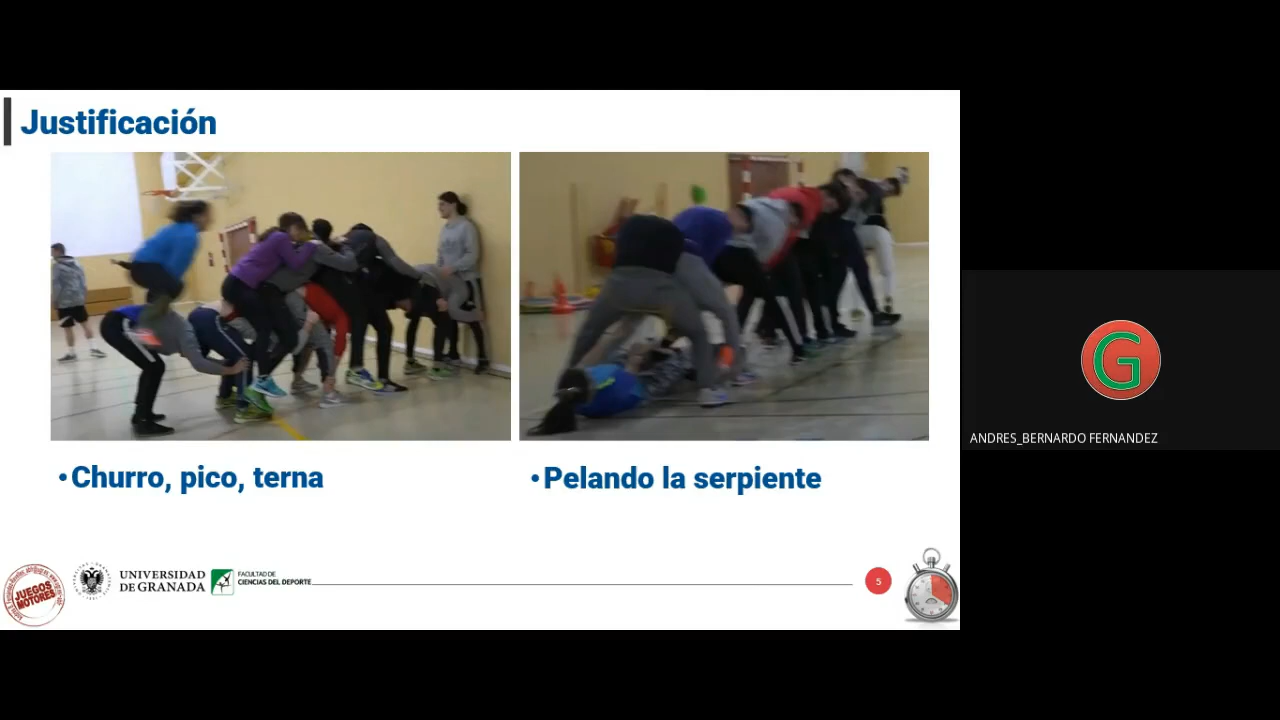 Justificación
•Churro, pico, terna
•Pelando la serpiente
ANDRES_BERNARDO FERNANDEZ
G
JUEGOS
MOTORES
UNIVERSIDAD
DE GRANADA
FACULTAD DE
CIENCIAS DEL DEPORTE
5